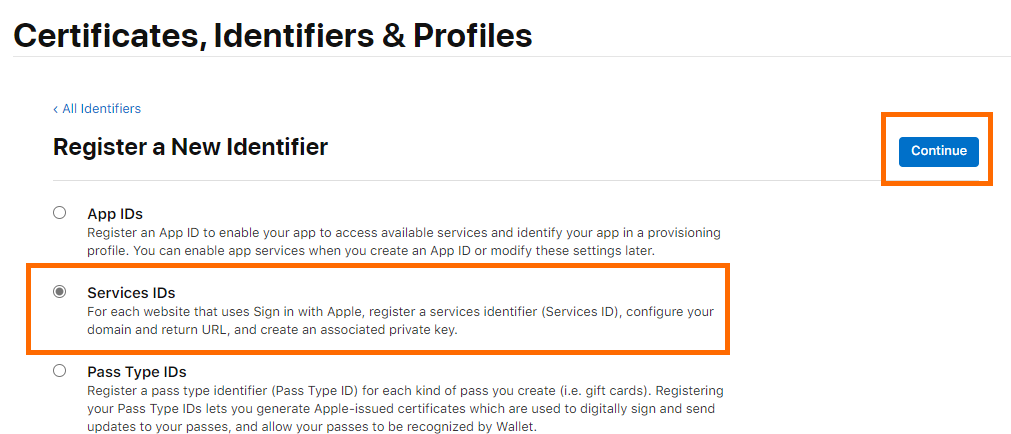 Certificates, Identifiers & Profiles
‹ All Identifiers
Register a New Identifier
Continue
App IDs
Register an App ID to enable your app to access available services and identify your app in a provisioning
profile. You can enable app services when you create an App ID or modify these settings later.
Services IDs
For each website that uses Sign in with Apple, register a services identifier (Services ID), configure your
domain and return URL, and create an associated private key.
Pass Type IDs
Register a pass type identifier (Pass Type ID) for each kind of pass you create (i.e. gift cards). Registering
your Pass Type IDs lets you generate Apple-issued certificates which are used to digitally sign and send
updates to your passes, and allow your passes to be recognized by Wallet.